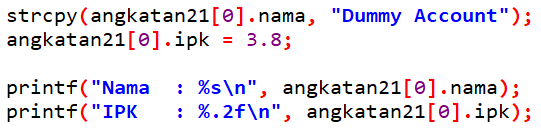 strcpy(angkatan21[0].nama, "Dummy Account");
angkatan21[0].ipk = 3.8;
printf("Nama  : %s\n", angkatan21[0].nama);
printf("IPK   : %.2f\n", angkatan21[0].ipk);